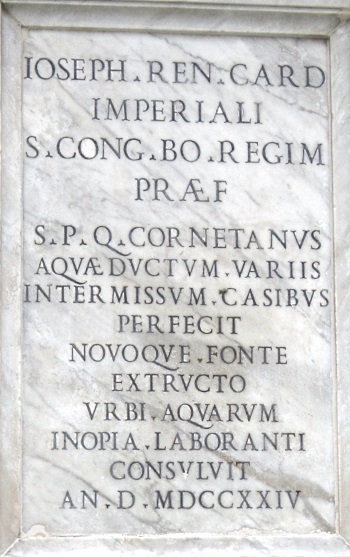 IOSEPH.REN.CARD
IMPERIALI
S.CONG.BO.REGIM
PRÆF
S.P.Q.CORNETANVS
AQVÆDVCTVM.VARIIS
INTERMISSVM.CASIBVS
PERFECIT
NOVOQVE.FONTE
EXTRVCTO
VRBI.AQVARVM
INOPIA.LABORANTI
CONSVLVIT
AN.D.MDCCXXIV